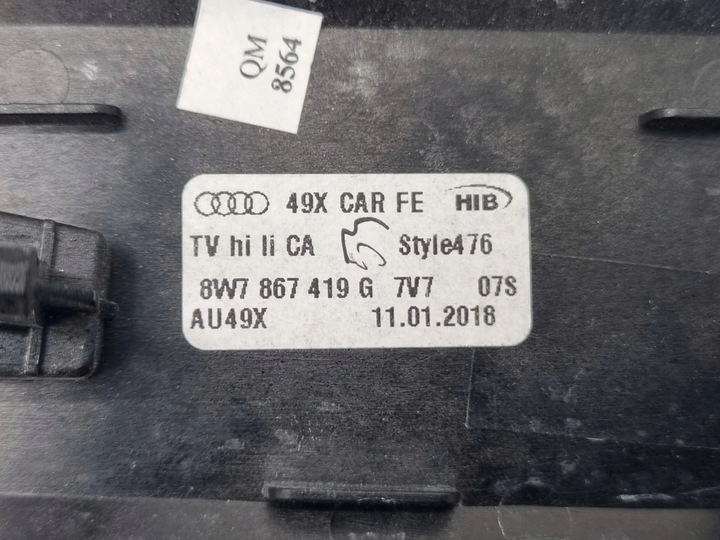 QM
8564
49X CAR FE HIB
TV hi li CA Style476
8W7 867 419 G 7V7 07S
AU49X 11.01.2018